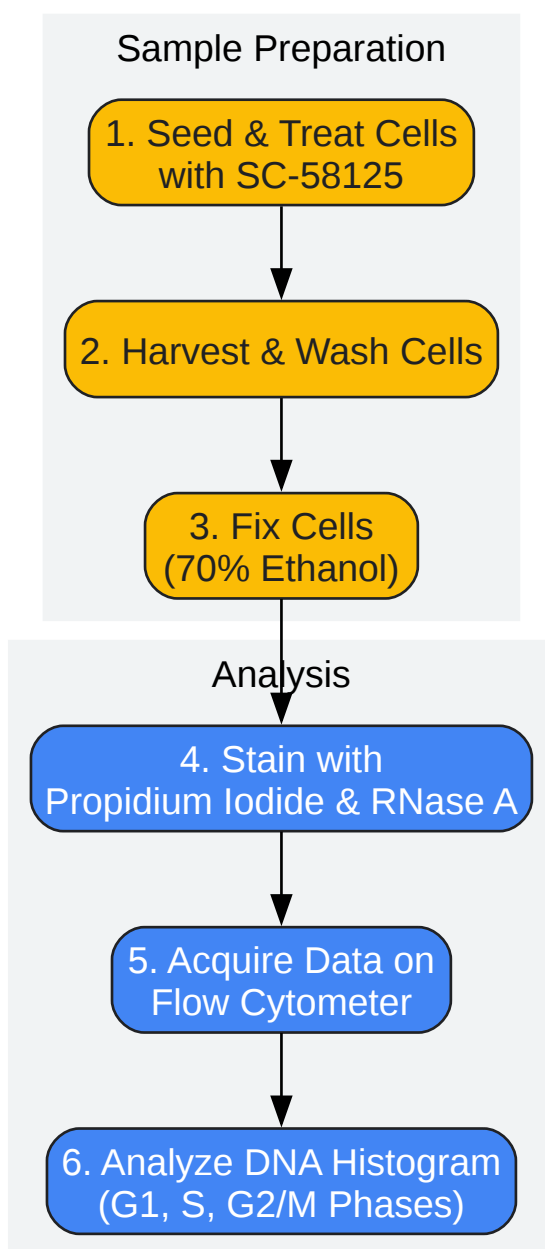 Sample Preparation
1. Seed & Treat Cells
with SC-58125
2. Harvest & Wash Cells
3. Fix Cells
(70% Ethanol)
Analysis
4. Stain with
Propidium Iodide & RNase A
5. Acquire Data on
Flow Cytometer
6. Analyze DNA Histogram
(G1, S, G2/M Phases)